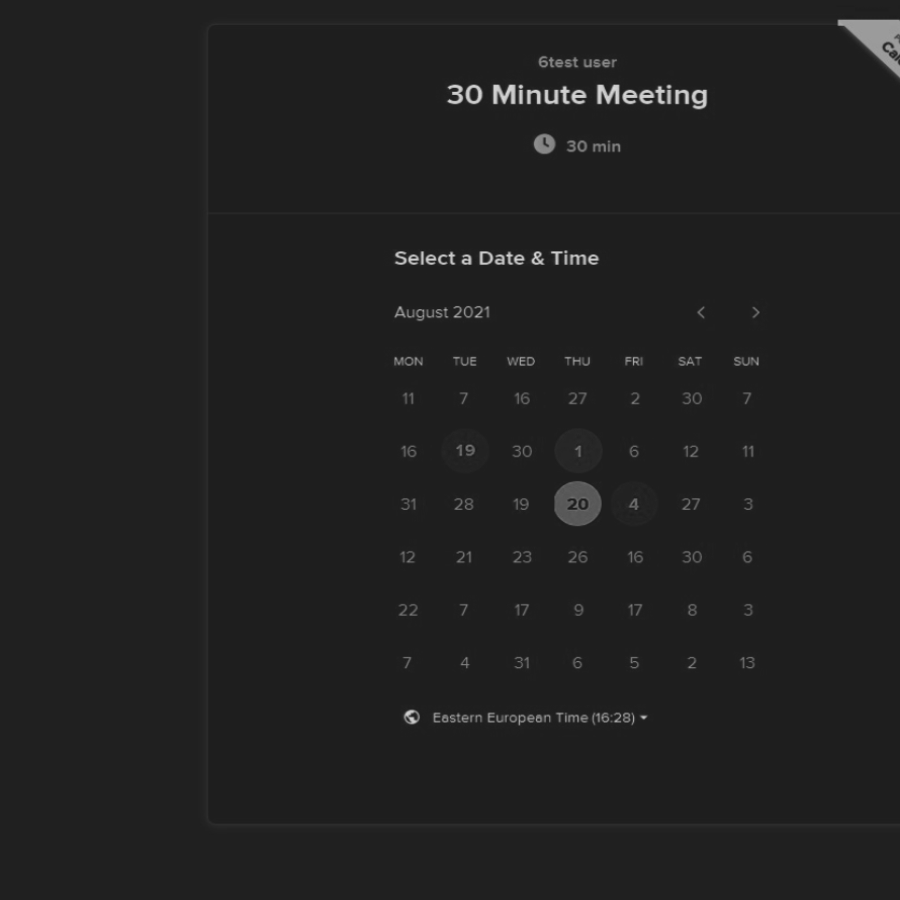 6test user
30 Minute Meeting
30 min
Select a Date & Time
August 2021
MON TUE WED THU FRI SAT SUN
11 7 16 27 2 30 7
16 19 30 1 6 12 11
31 28 19 20 4 27 3
12 21 23 26 16 30 6
22 7 17 9 17 8 3
7 4 31 6 5 2 13
Eastern European Time (16:28)